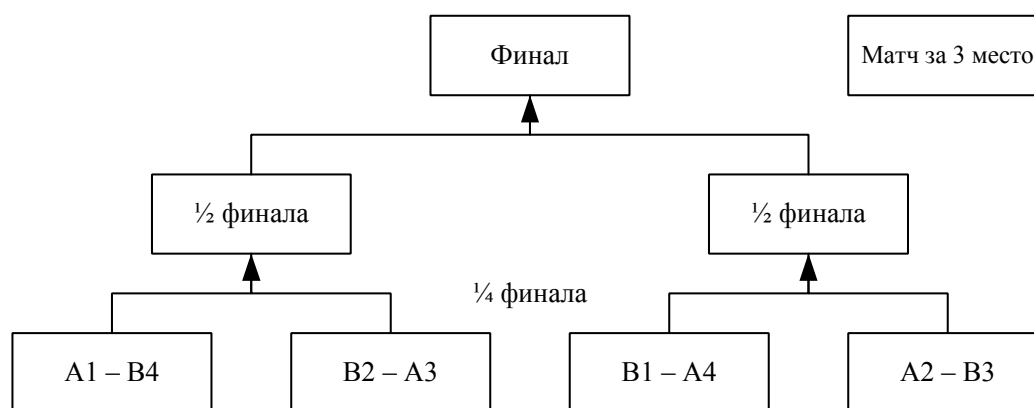 Финал
Матч за 3 место
½ финала
½ финала
¼ финала
A1 – B4
B2 – A3
B1 – A4
A2 – B3